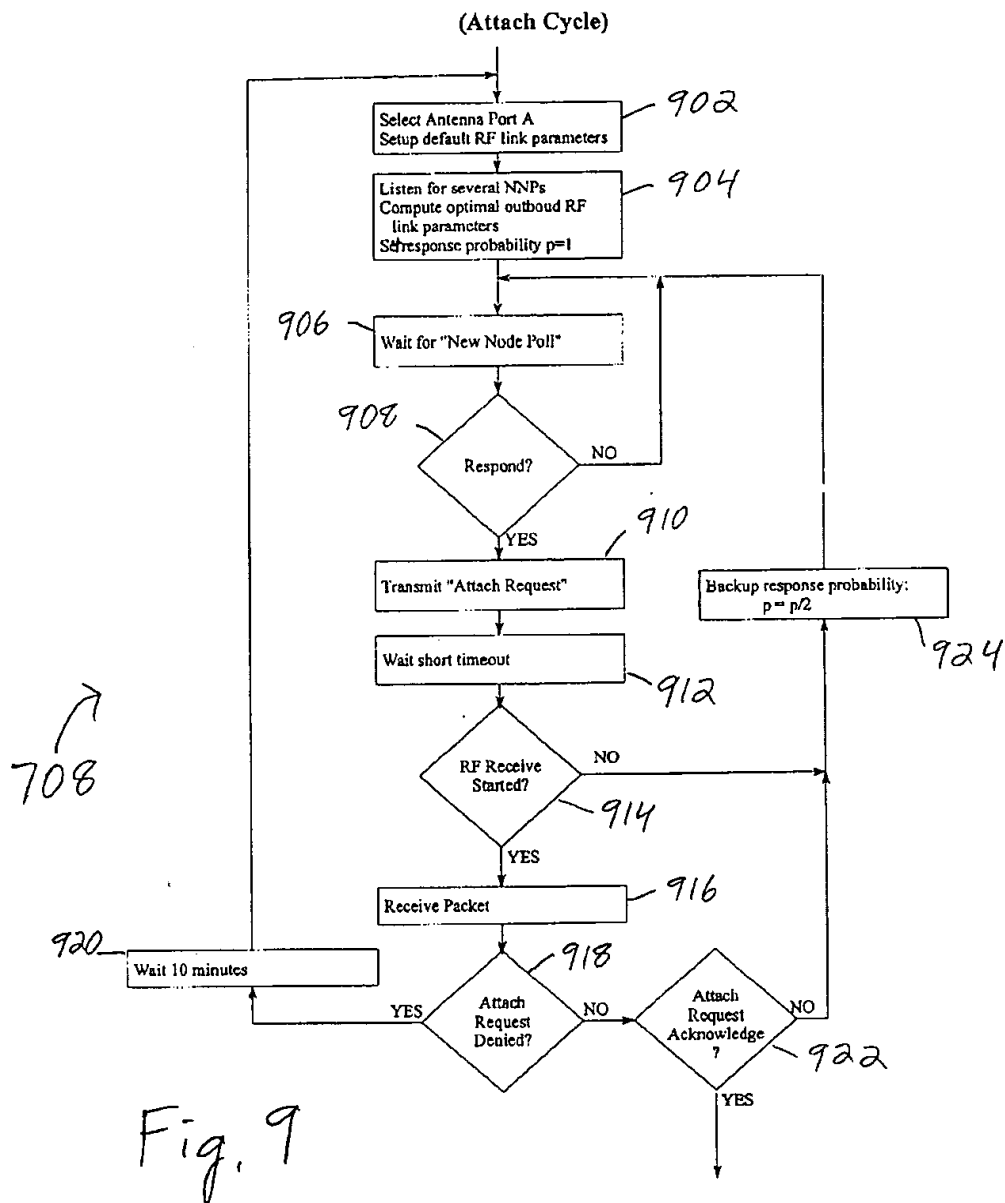 (Attach Cycle)
902
Select Antenna Port A
Setup default RF link parameters
904
Listen for several NNPs
Compute optimal outboud RF
link parameters
Set response probability p=1
906
Wait for "New Node Poll"
908
Respond?
NO
YES
910
Transmit "Attach Request"
Backup response probability:
p = p/2
924
Wait short timeout
912
708
RF Receive
Started?
NO
914
YES
916
Receive Packet
920
Wait 10 minutes
918
YES
Attach
Request
Denied?
NO
Attach
Request
Acknowledge
?
NO
922
YES
Fig. 9